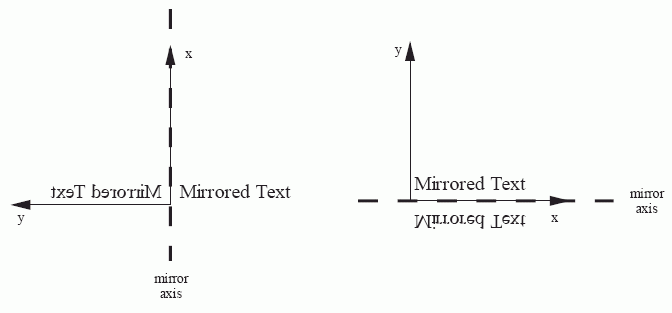 x
Mirrored Text Mirrored Text
y
mirror
axis
y
Mirrored Text
Mirrored Text
x
mirror
axis